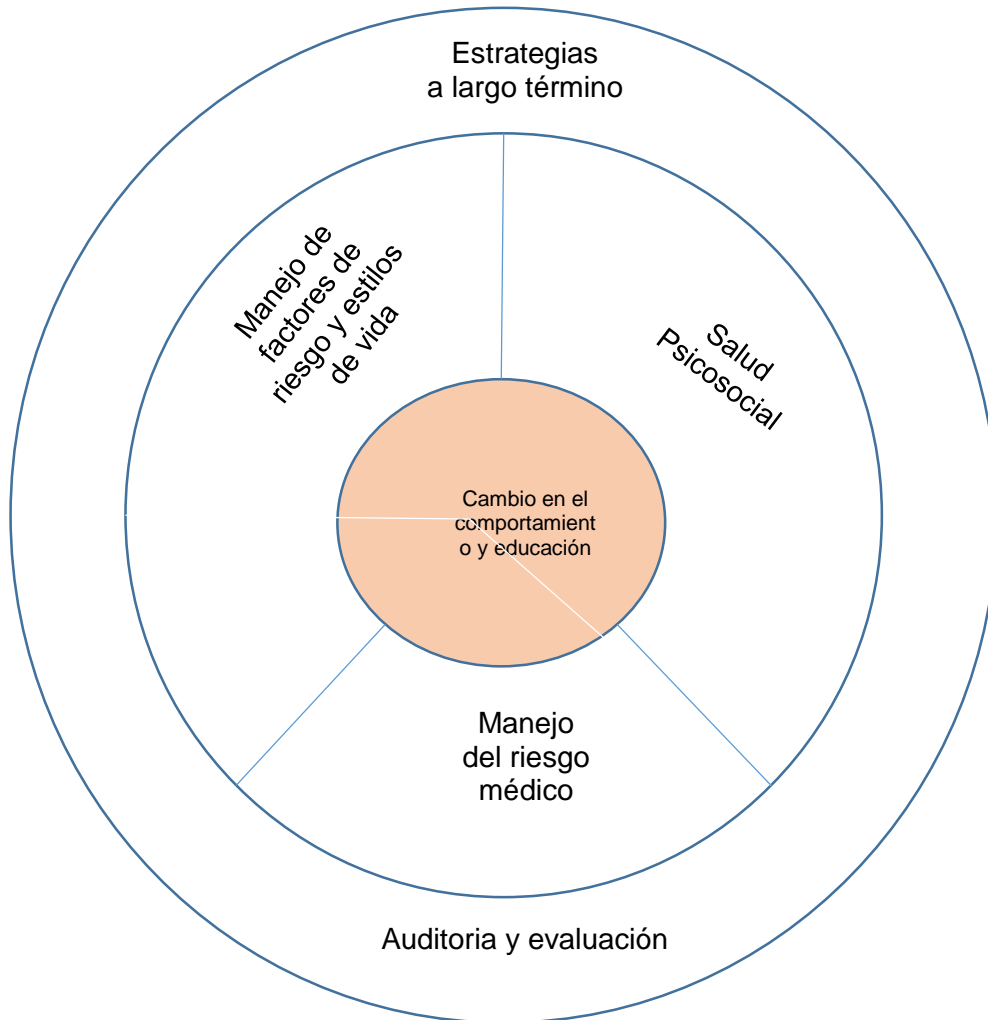 Estrategias
a largo término
Manejo de
factores de
riesgo y estilos
de vida
Salud
Psicosocial
Cambio en el
comportamient
o y educación
Manejo
del riesgo
médico
Auditoria y evaluación